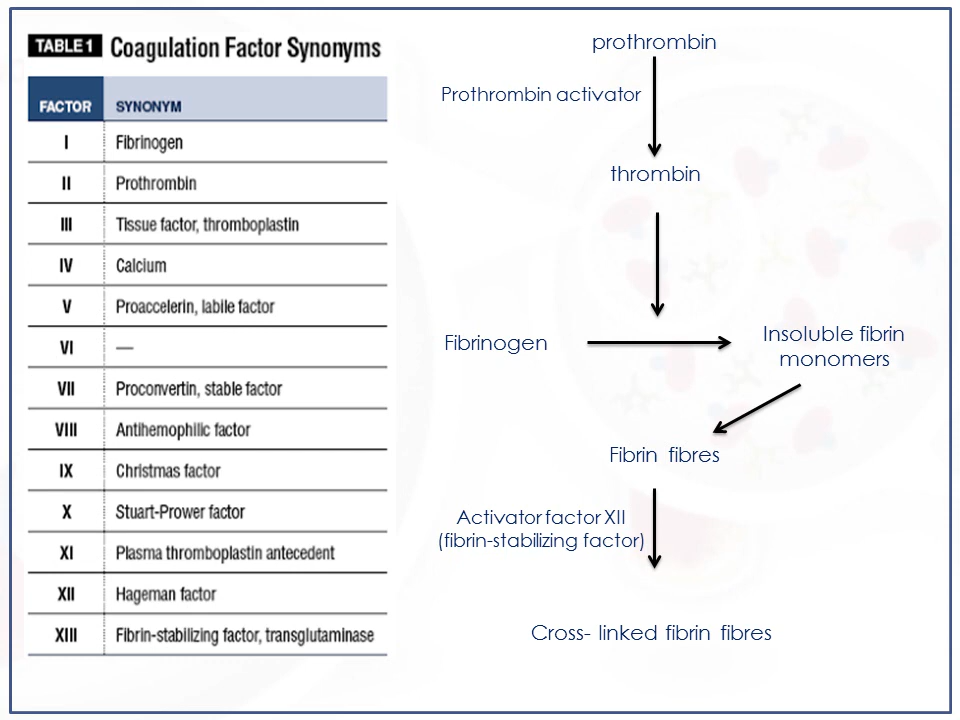 TABLE 1 Coagulation Factor Synonyms
FACTOR SYNONYM
I Fibrinogen
II Prothrombin
III Tissue factor, thromboplastin
IV Calcium
V Proaccelerin, labile factor
VI —
VII Proconvertin, stable factor
VIII Antihemophilic factor
IX Christmas factor
X Stuart-Prower factor
XI Plasma thromboplastin antecedent
XII Hageman factor
XIII Fibrin-stabilizing factor, transglutaminase
prothrombin
Prothrombin activator
thrombin
Fibrinogen
Insoluble fibrin
monomers
Fibrin fibres
Activator factor XII
(fibrin-stabilizing factor)
Cross- linked fibrin fibres